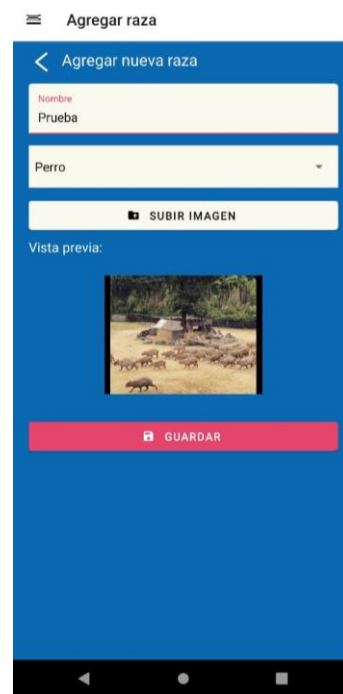 Agregar raza
Agregar nueva raza
Nombre
Prueba
Perro
SUBIR IMAGEN
Vista previa:
GUARDAR